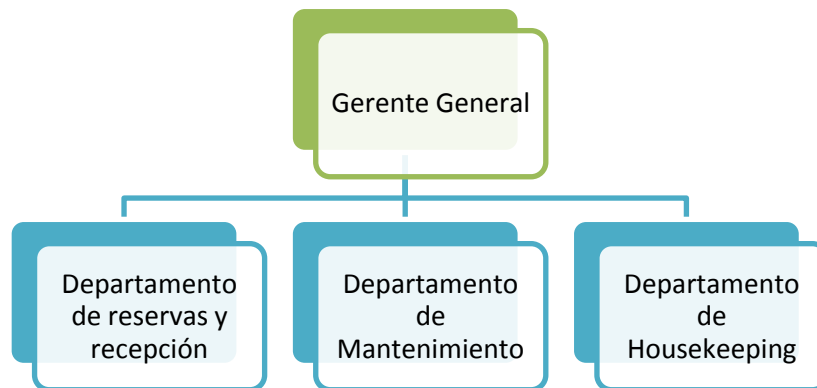 Gerente General
Departamento
de reservas y
recepción
Departamento
de
Mantenimiento
Departamento
de
Housekeeping